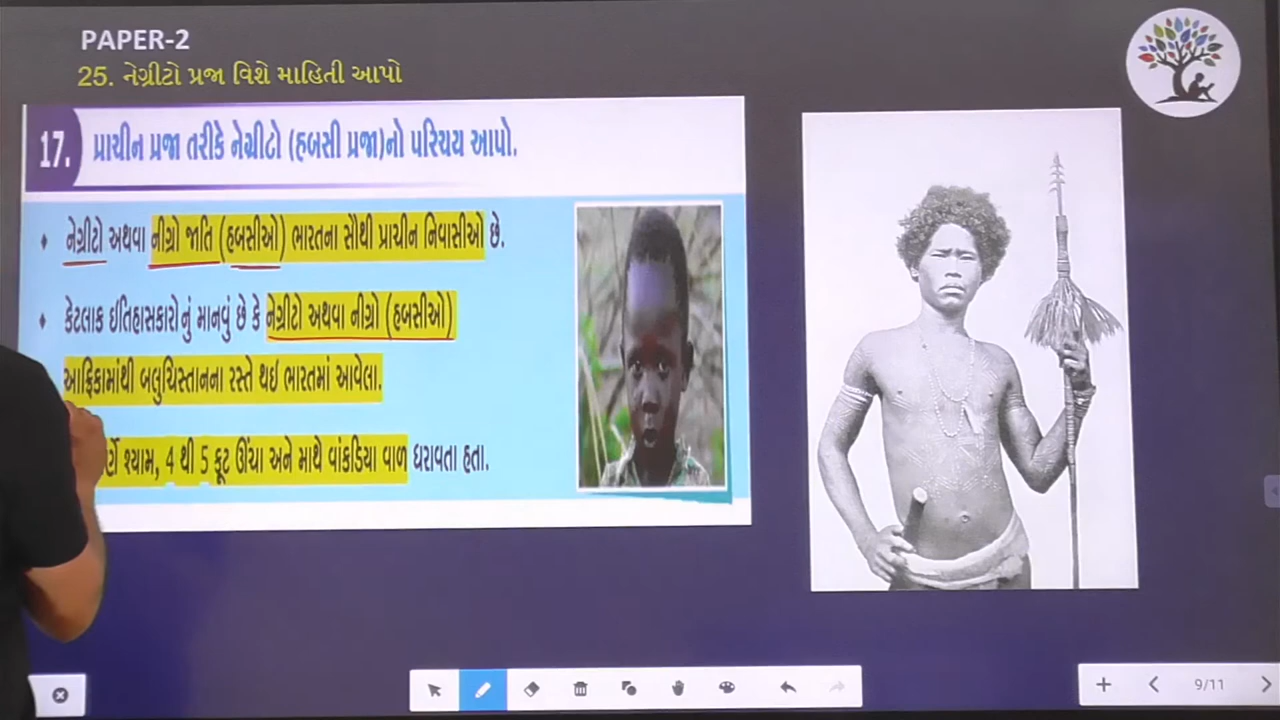 PAPER-2
25. નેગ્રીટો પ્રજા વિશે માહિતી આપો
17. પ્રાચીન પ્રજા તરીકે નેગ્રીટો (હબસી પ્રજા)નો પરિચય આપો.
♦ નેગ્રીટો અથવા નીગ્રો જાતિ (હબસીઓ) ભારતના સૌથી પ્રાચીન નિવાસીઓ છે.
♦ કેટલાક ઇતિહાસકારોનું માનવું છે કે નેગ્રીટો અથવા નીગ્રો (હબસીઓ)
આફ્રિકામાંથી બલુચિસ્તાનના રસ્તે થઇ ભારતમાં આવેલા.
શ્યામ, 4 થી 5 ફૂટ ઊંચા અને માથે વાંકડિયા વાળ ધરાવતા હતા.
9/11